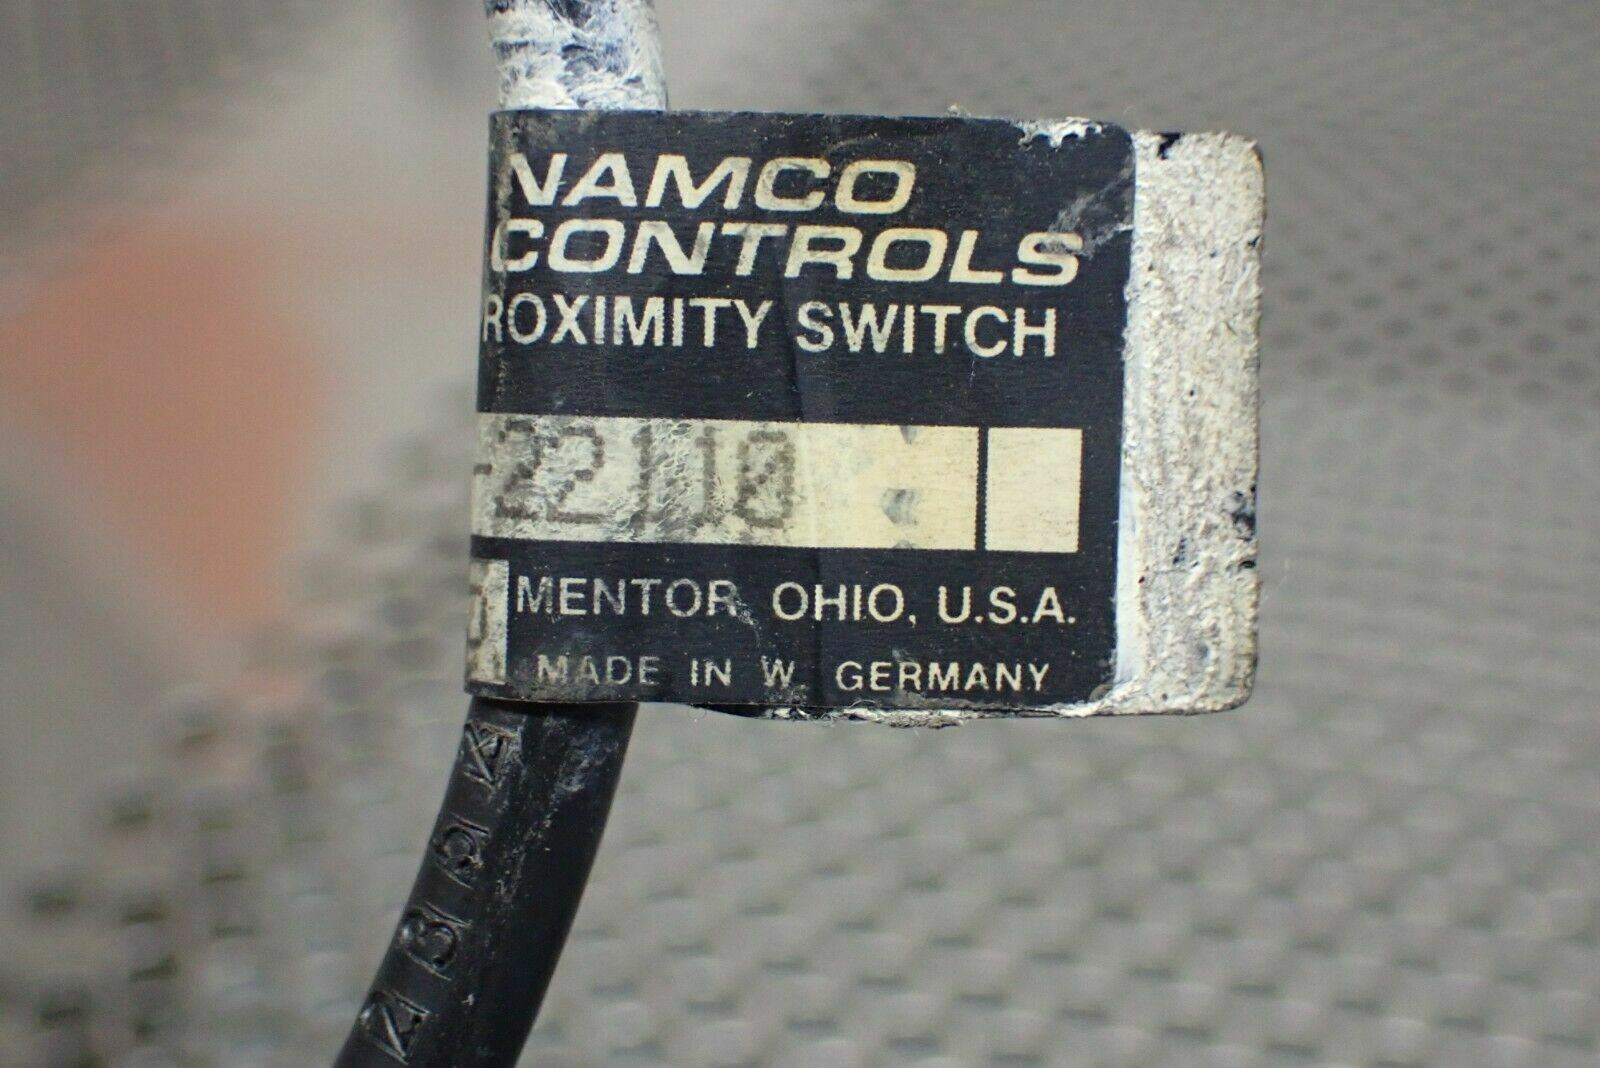 NAMCO
CONTROLS
ROXIMITY SWITCH
-22110
MENTOR, OHIO, U.S.A.
MADE IN W. GERMANY